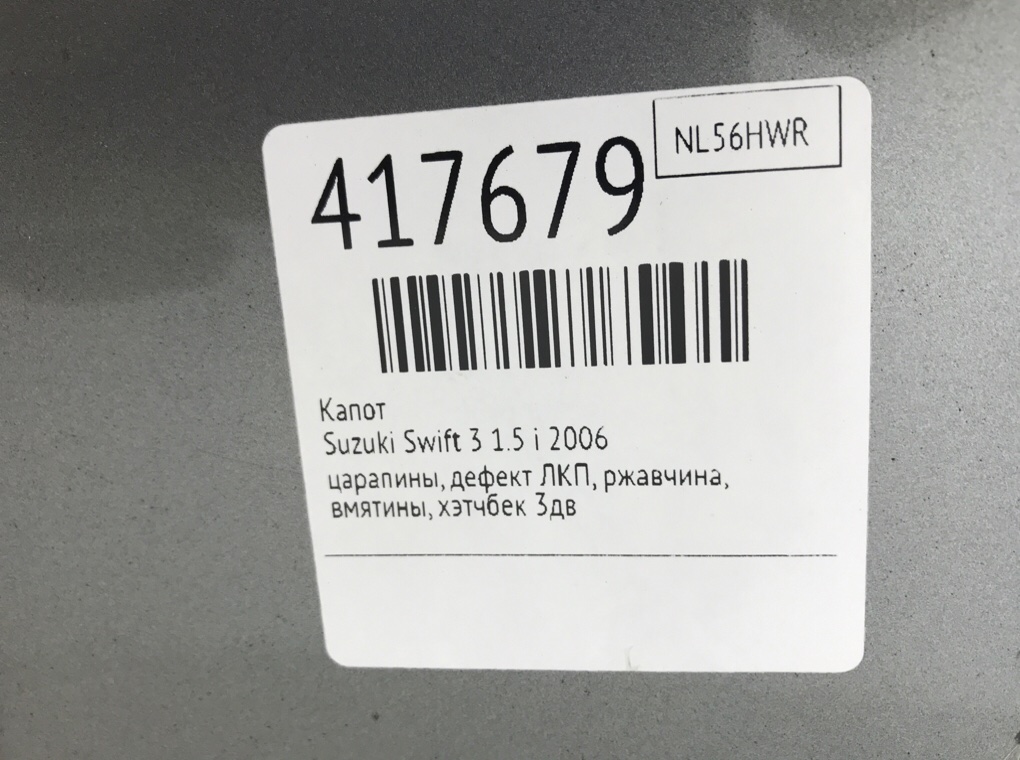 NL56HWR
417679
Капот
Suzuki Swift 3 1.5 i 2006
царапины, дефект ЛКП, ржавчина,
вмятины, хэтчбек 3дв